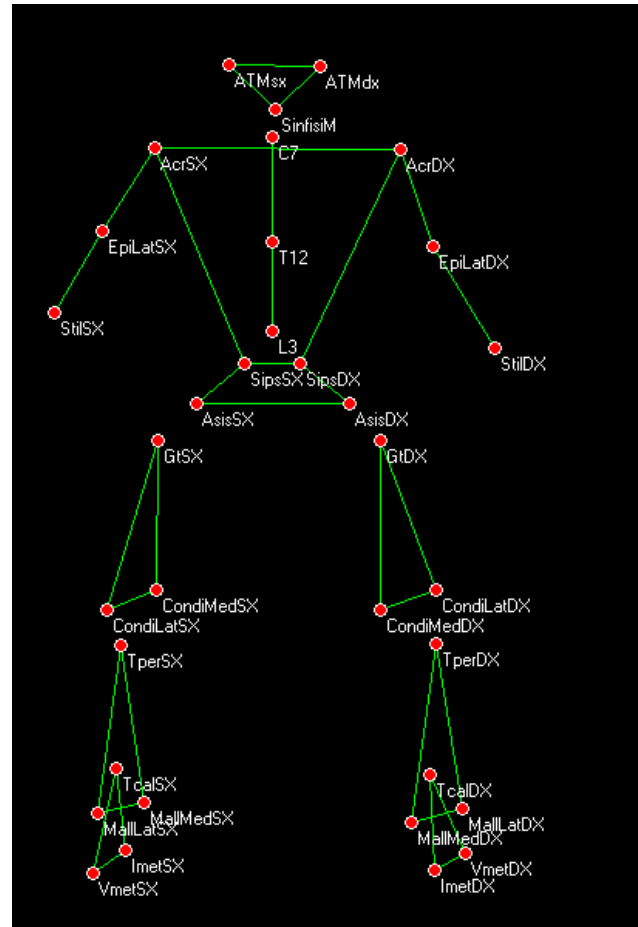 ATMsx
ATMdx
SinfisiM
C7
AcrSX
AcrDX
EpiLatSX
T12
EpiLatDX
StilSX
L3
StilDX
SipsSX
SipsDX
AsisSX
AsisDX
GtSX
GtDX
CondiMedSX
CondiLatDX
CondiLatSX
CondiMedDX
TperSX
TperDX
TcalSX
TcalDX
MallMedSX
MallLatDX
MallLatSX
MallMedDX
ImetSX
VmetDX
VmetSX
ImetDX